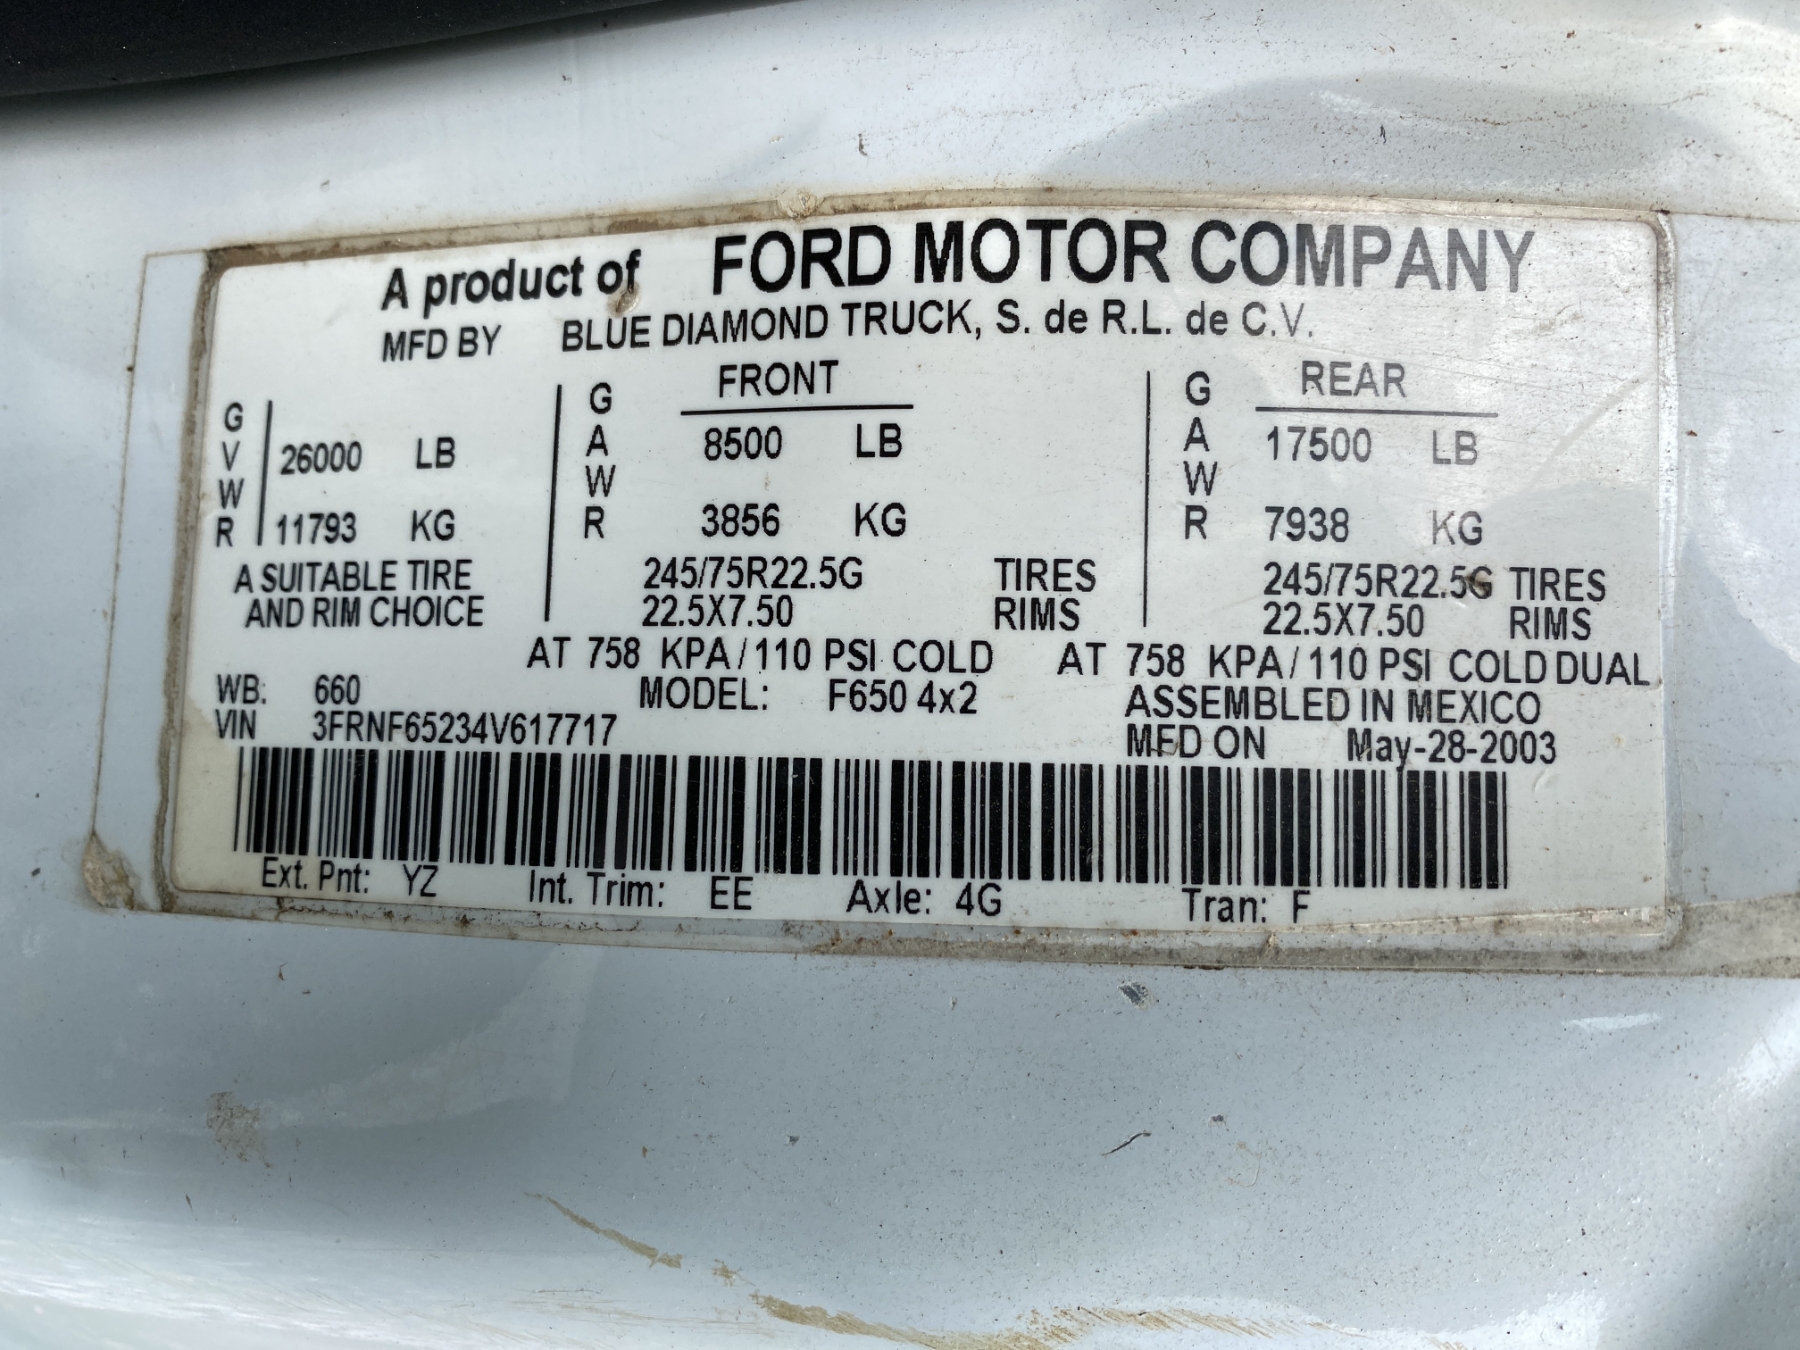 A product of FORD MOTOR COMPANY
MFD BY BLUE DIAMOND TRUCK, S. de R.L. de C.V.
GVWR 26000 LB
11793 KG
GAWR FRONT
8500 LB
3856 KG
GAWR REAR
17500 LB
7938 KG
A SUITABLE TIRE 245/75R22.5G TIRES 245/75R22.5G TIRES
AND RIM CHOICE 22.5X7.50 RIMS 22.5X7.50 RIMS
AT 758 KPA/110 PSI COLD AT 758 KPA/110 PSI COLD DUAL
WB: 660 MODEL: F650 4x2 ASSEMBLED IN MEXICO
VIN 3FRNF65234V617717 MFD ON May-28-2003
Ext. Pnt: YZ Int. Trim: EE Axle: 4G Tran: F